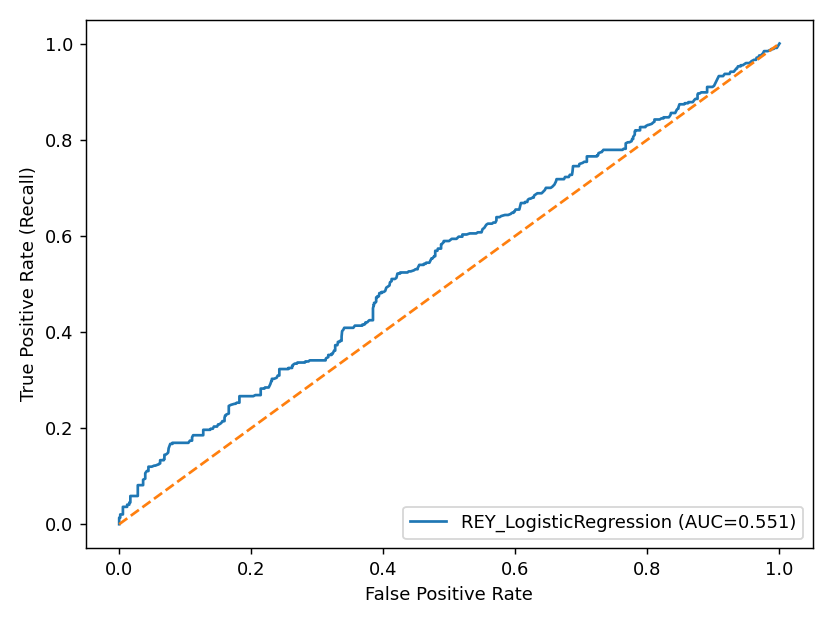 1.0
0.8
0.6
0.4
0.2
0.0
True Positive Rate (Recall)
REY_LogisticRegression (AUC=0.551)
0.0 0.2 0.4 0.6 0.8 1.0
False Positive Rate